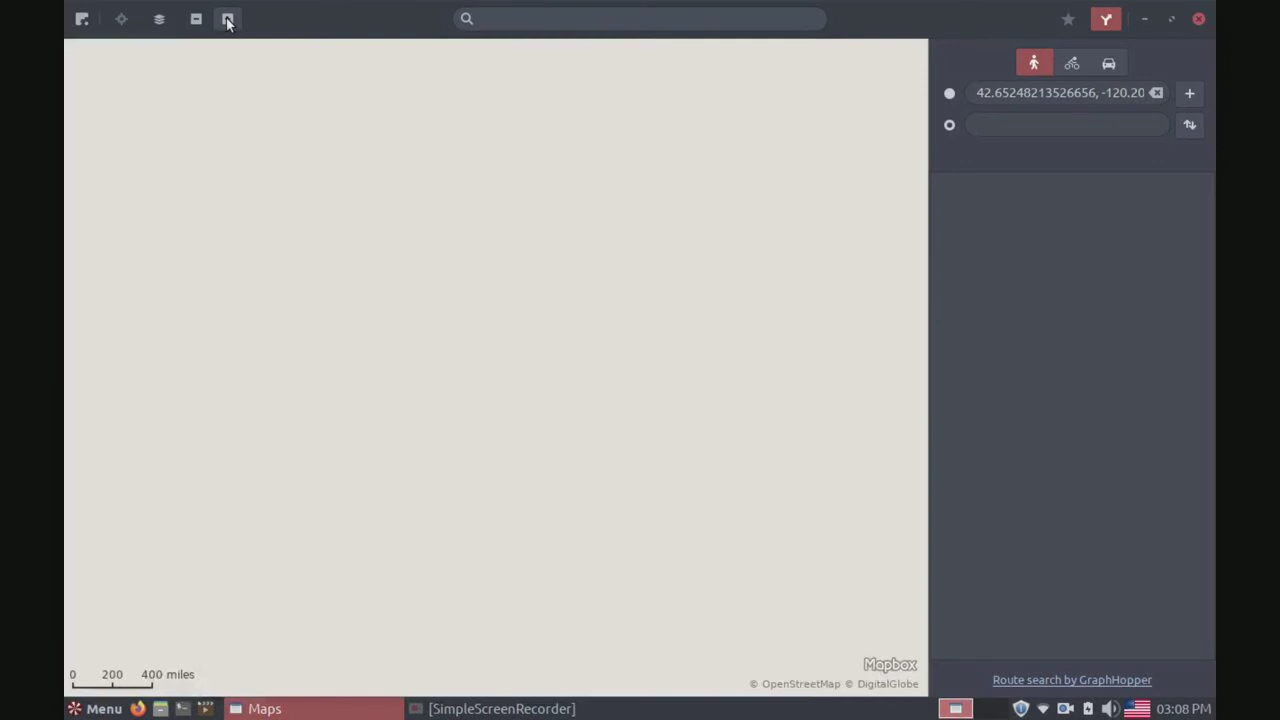 42.65248213526656, -120.20
0 200 400 miles
Mapbox
© OpenStreetMap © DigitalGlobe
Route search by GraphHopper
Menu
Maps
[SimpleScreenRecorder]
03:08 PM